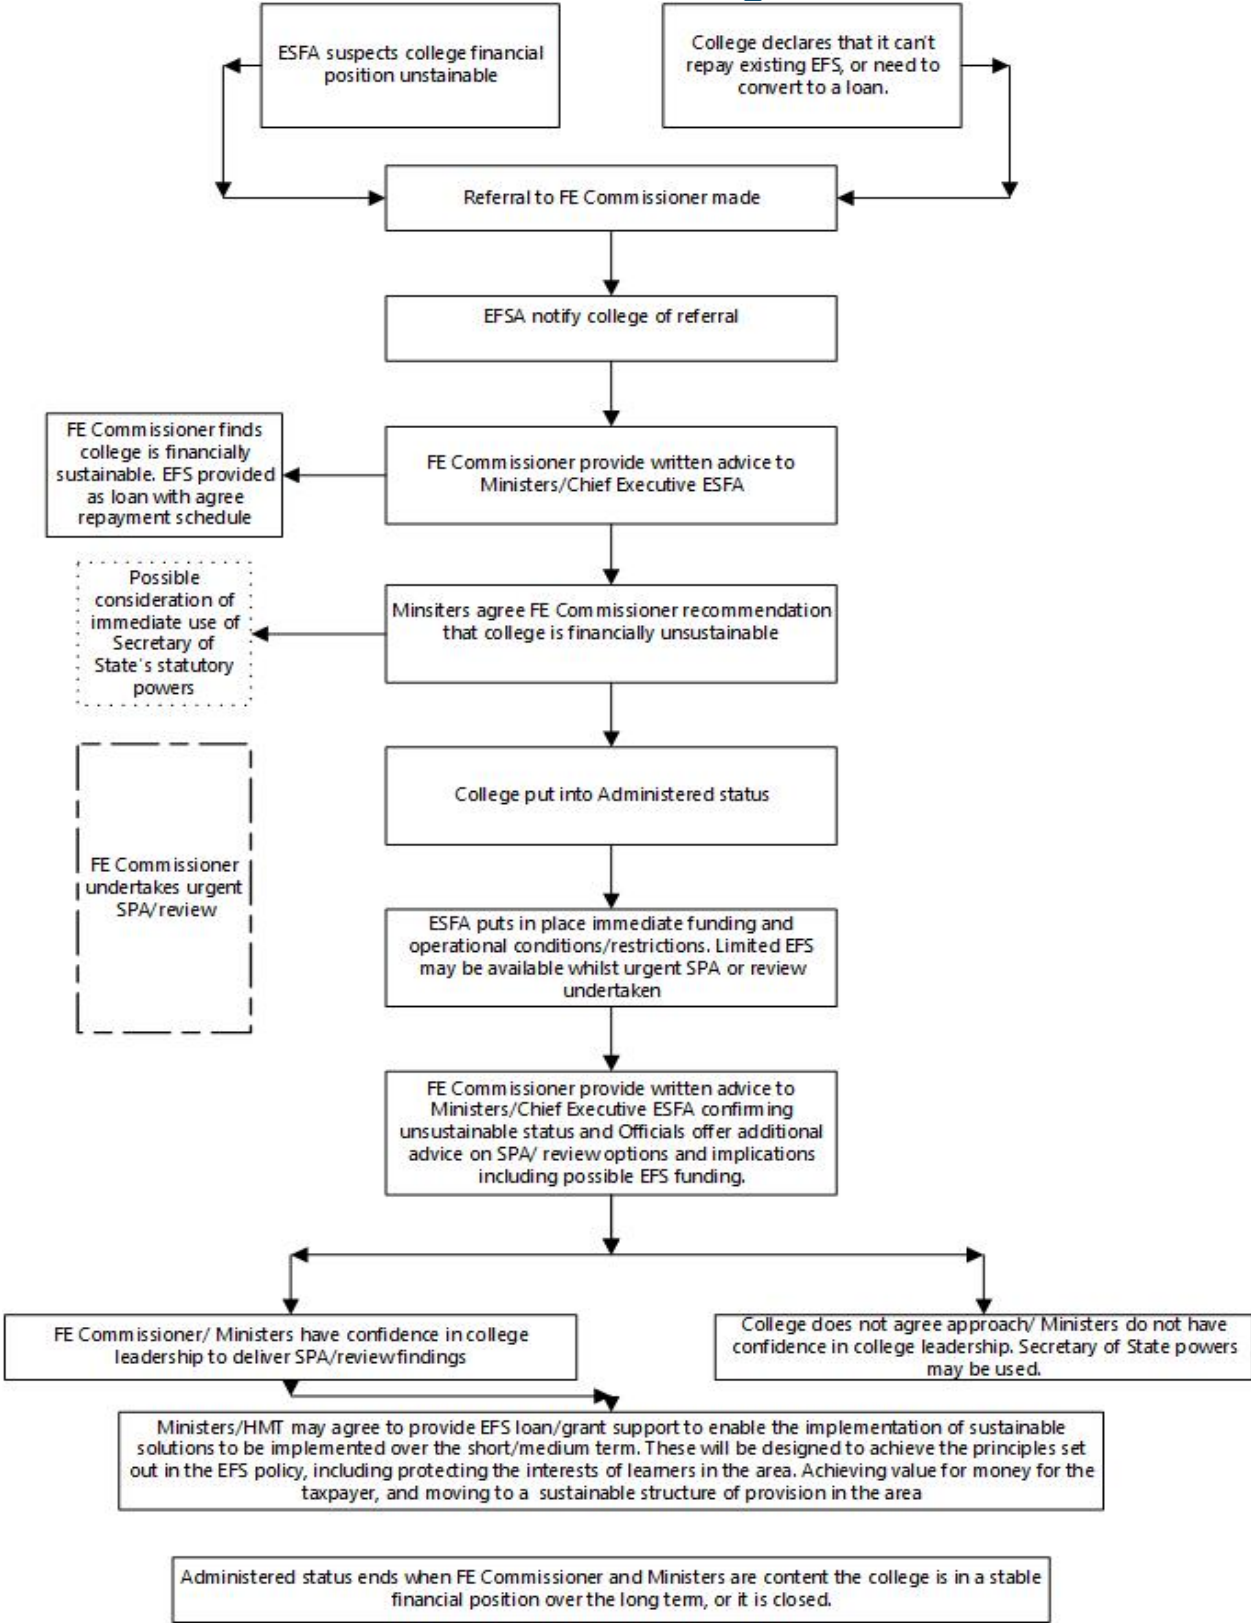 ESFA suspects college financial
position unstainable
College declares that it can't
repay existing EFS, or need to
convert to a loan.
Referral to FE Commissioner made
EFSA notify college of referral
FE Commissioner finds
college is financially
sustainable. EFS provided
as loan with agree
repayment schedule
FE Commissioner provide written advice to
Ministers/Chief Executive ESFA
Possible
consideration of
immediate use of
Secretary of
State's statutory
powers
Minsiters agree FE Commissioner recommendation
that college is financially unsustainable
College put into Administered status
FE Commissioner
undertakes urgent
SPA/review
ESFA puts in place immediate funding and
operational conditions/restrictions. Limited EFS
may be available whilst urgent SPA or review
undertaken
FE Commissioner provide written advice to
Ministers/Chief Executive ESFA confirming
unsustainable status and Officials offer additional
advice on SPA/ review options and implications
including possible EFS funding.
FE Commissioner/ Ministers have confidence in college
leadership to deliver SPA/review findings
College does not agree approach/ Ministers do not have
confidence in college leadership. Secretary of State powers
may be used.
Ministers/HMT may agree to provide EFS loan/grant support to enable the implementation of sustainable
solutions to be implemented over the short/medium term. These will be designed to achieve the principles set
out in the EFS policy, including protecting the interests of learners in the area. Achieving value for money for the
taxpayer, and moving to a sustainable structure of provision in the area
Administered status ends when FE Commissioner and Ministers are content the college is in a stable
financial position over the long term, or it is closed.